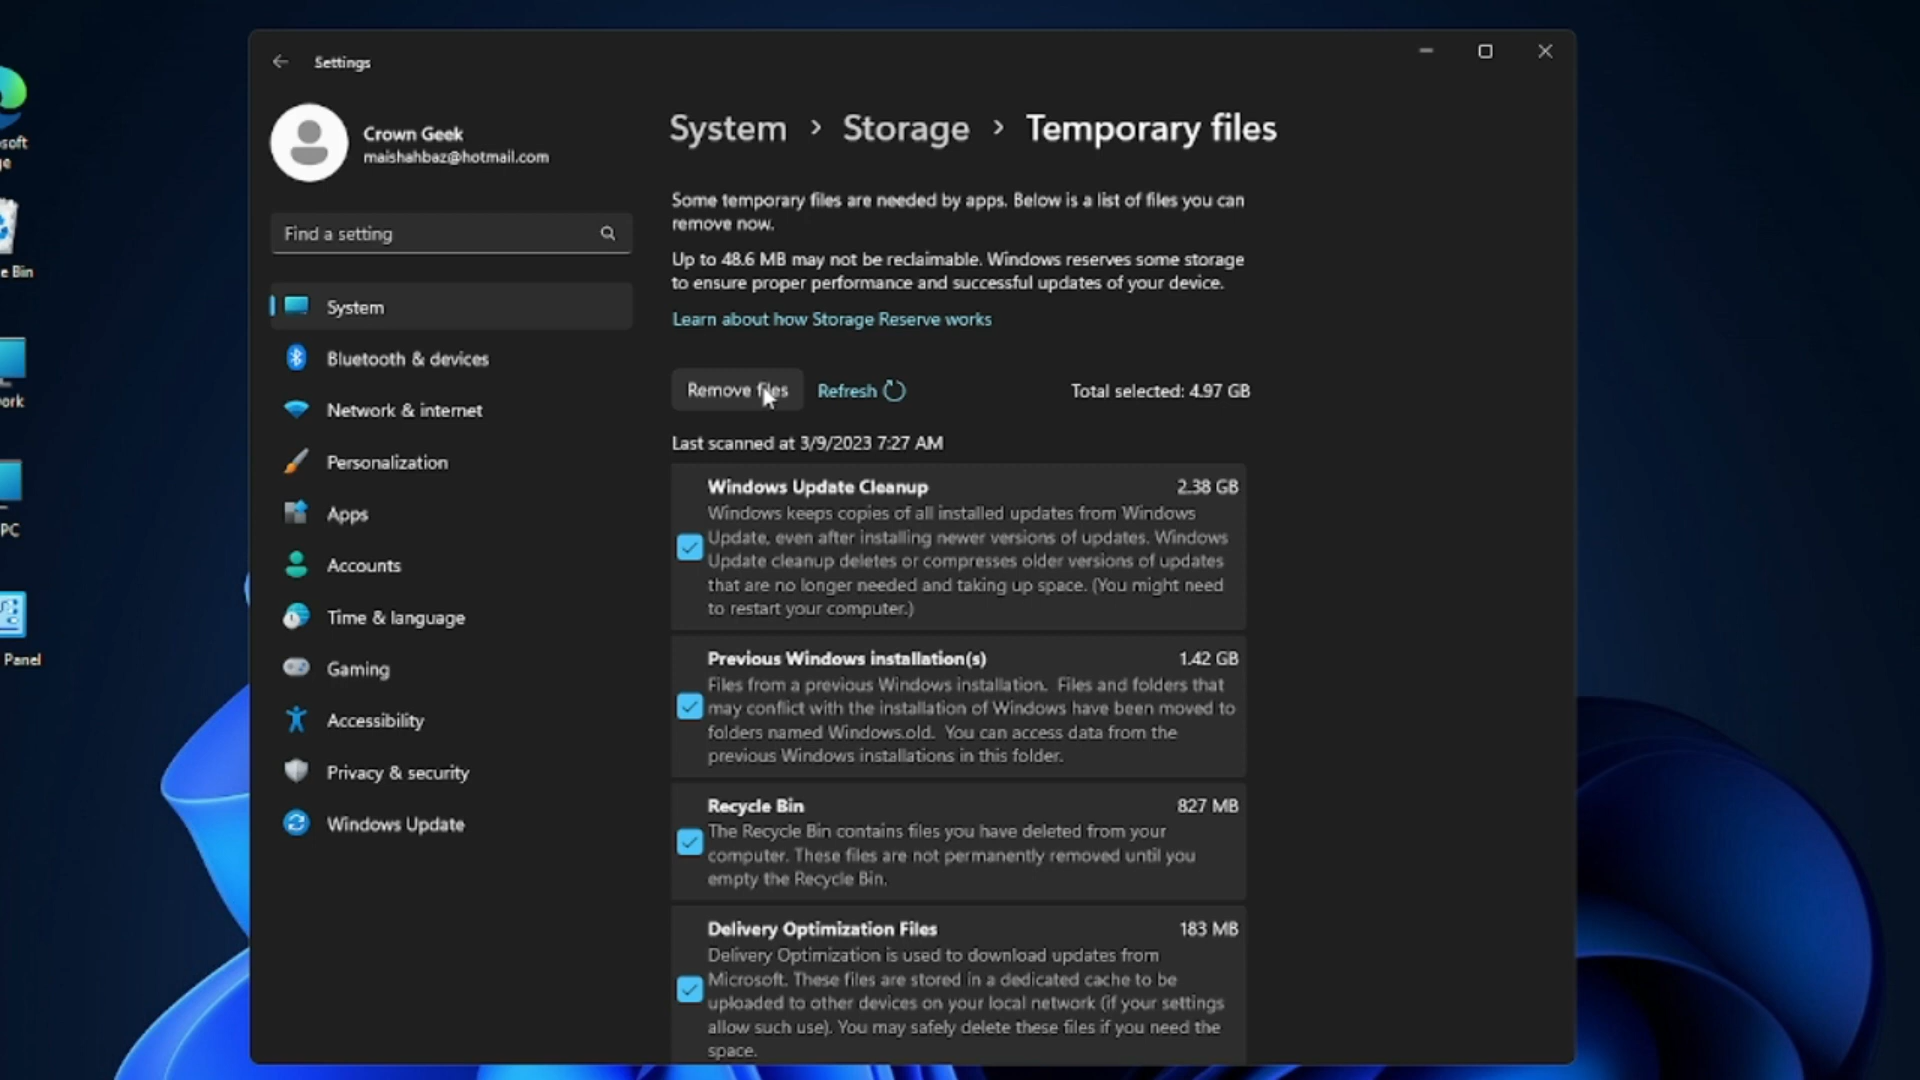 Settings
Crown Geek
maishahbaz@hotmail.com
Find a setting
System
Bluetooth & devices
Network & internet
Personalization
Apps
Accounts
Time & language
Gaming
Accessibility
Privacy & security
Windows Update
System › Storage › Temporary files
Some temporary files are needed by apps. Below is a list of files you can
remove now.
Up to 48.6 MB may not be reclaimable. Windows reserves some storage
to ensure proper performance and successful updates of your device.
Learn about how Storage Reserve works
Remove files Refresh Total selected: 4.97 GB
Last scanned at 3/9/2023 7:27 AM
Windows Update Cleanup 2.38 GB
Windows keeps copies of all installed updates from Windows
Update, even after installing newer versions of updates. Windows
Update cleanup deletes or compresses older versions of updates
that are no longer needed and taking up space. (You might need
to restart your computer.)
Previous Windows installation(s) 1.42 GB
Files from a previous Windows installation. Files and folders that
may conflict with the installation of Windows have been moved to
folders named Windows.old. You can access data from the
previous Windows installations in this folder.
Recycle Bin 827 MB
The Recycle Bin contains files you have deleted from your
computer. These files are not permanently removed until you
empty the Recycle Bin.
Delivery Optimization Files 183 MB
Delivery Optimization is used to download updates from
Microsoft. These files are stored in a dedicated cache to be
uploaded to other devices on your local network (if your settings
allow such use). You may safely delete these files if you need the
space.
soft
ge
e Bin
ork
PC
Panel